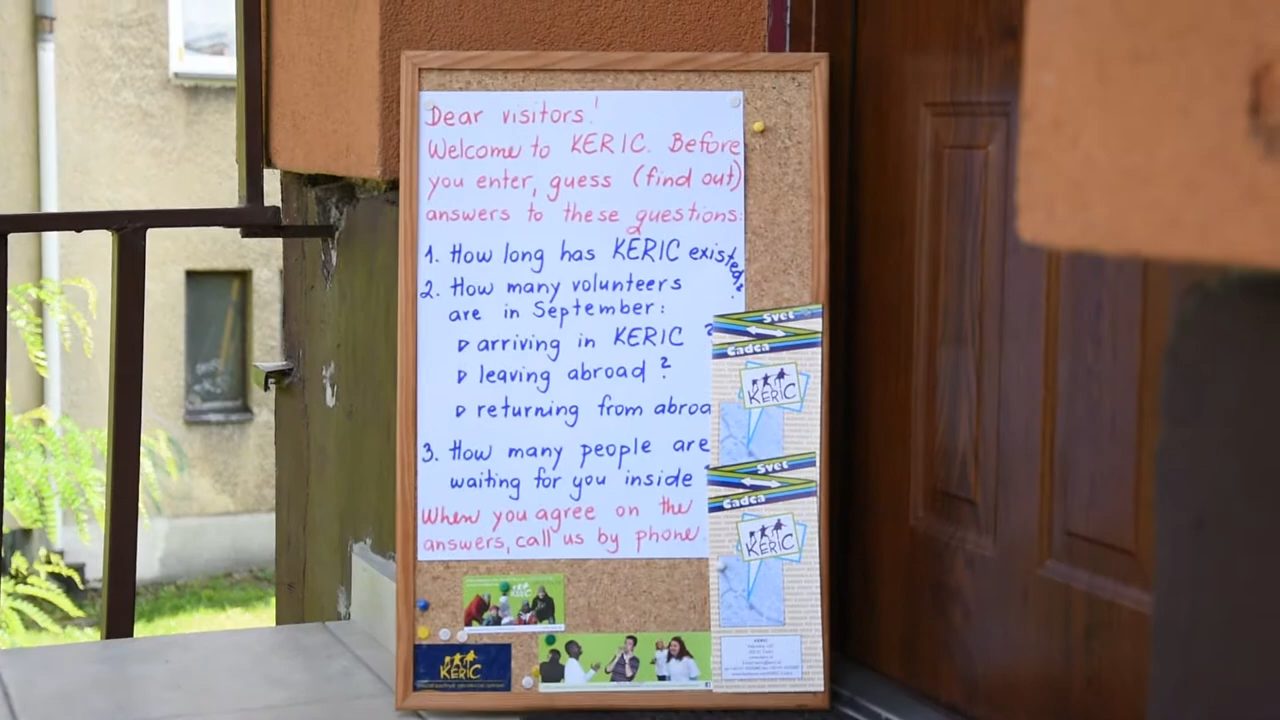 Dear visitors!
Welcome to KERIC. Before
you enter, guess (find out)
answers to these questions:
1. How long has KERIC existed?
2. How many volunteers
are in September:
▷ arriving in KERIC ?
▷ leaving abroad ?
▷ returning from abroa
3. How many people are
waiting for you inside ?
When you agree on the
answers, call us by phone.
Svet
Čadca
KERIC
Svet
Čadca
KERIC
KERIC
KERIC
KERIC